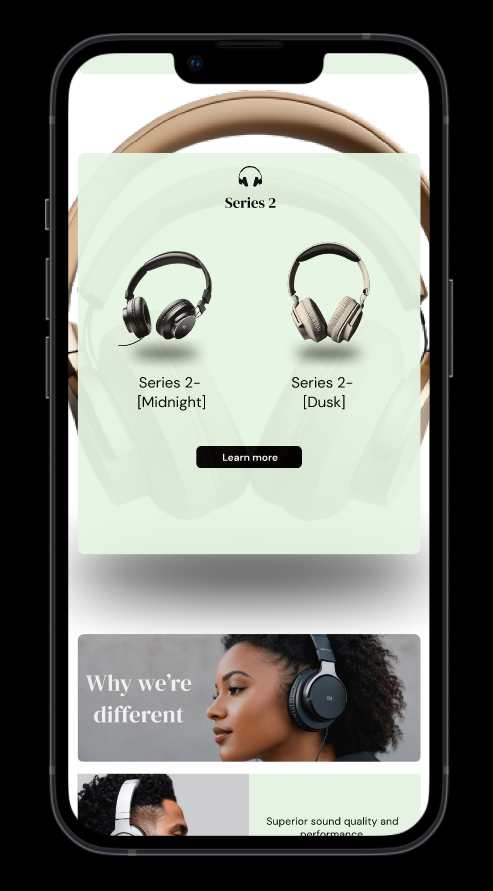 Series 2
Series 2-
[Midnight]
Series 2-
[Dusk]
Learn more
Why we're
different
Superior sound quality and
performance